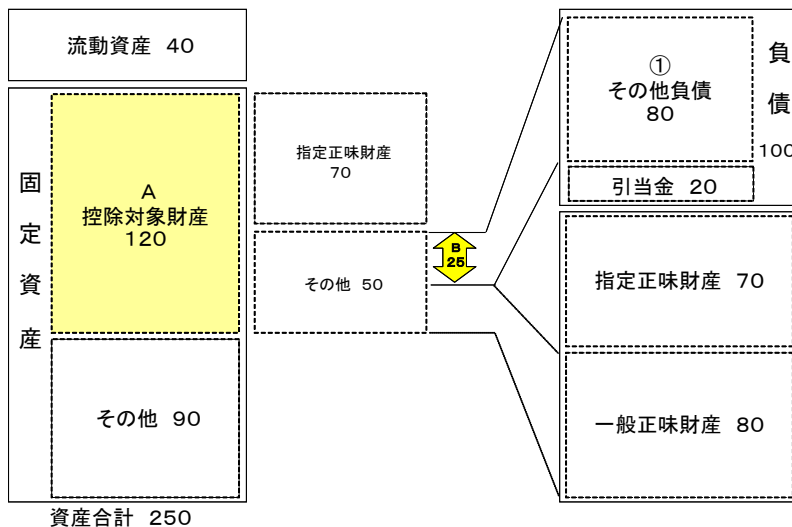 流動資産 40
固定資産
A
控除対象財産
120
その他 90
資産合計 250
指定正味財産
70
その他 50
B
25
①
その他負債
80
引当金 20
負債
100
指定正味財産 70
一般正味財産 80